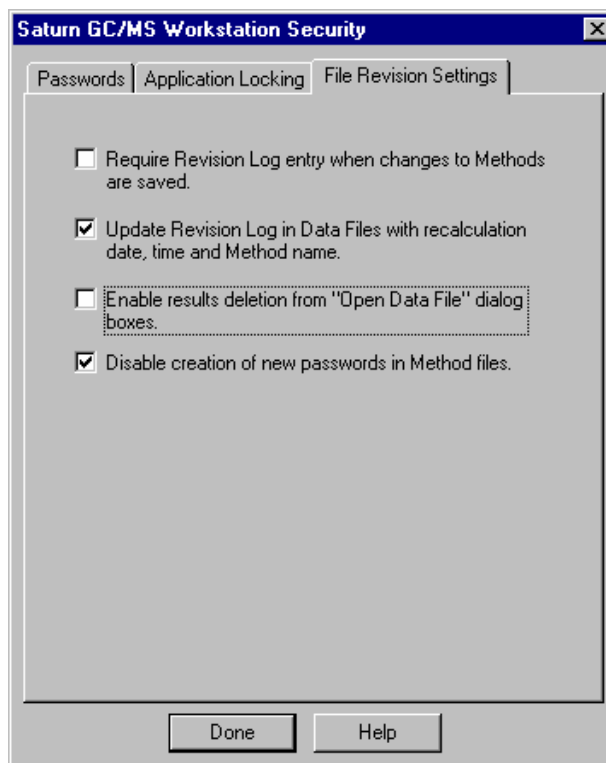 Saturn GC/MS Workstation Security
Passwords
Application Locking
File Revision Settings
Require Revision Log entry when changes to Methods
are saved.
Update Revision Log in Data Files with recalculation
date, time and Method name.
Enable results deletion from "Open Data File" dialog
boxes.
Disable creation of new passwords in Method files.
Done
Help